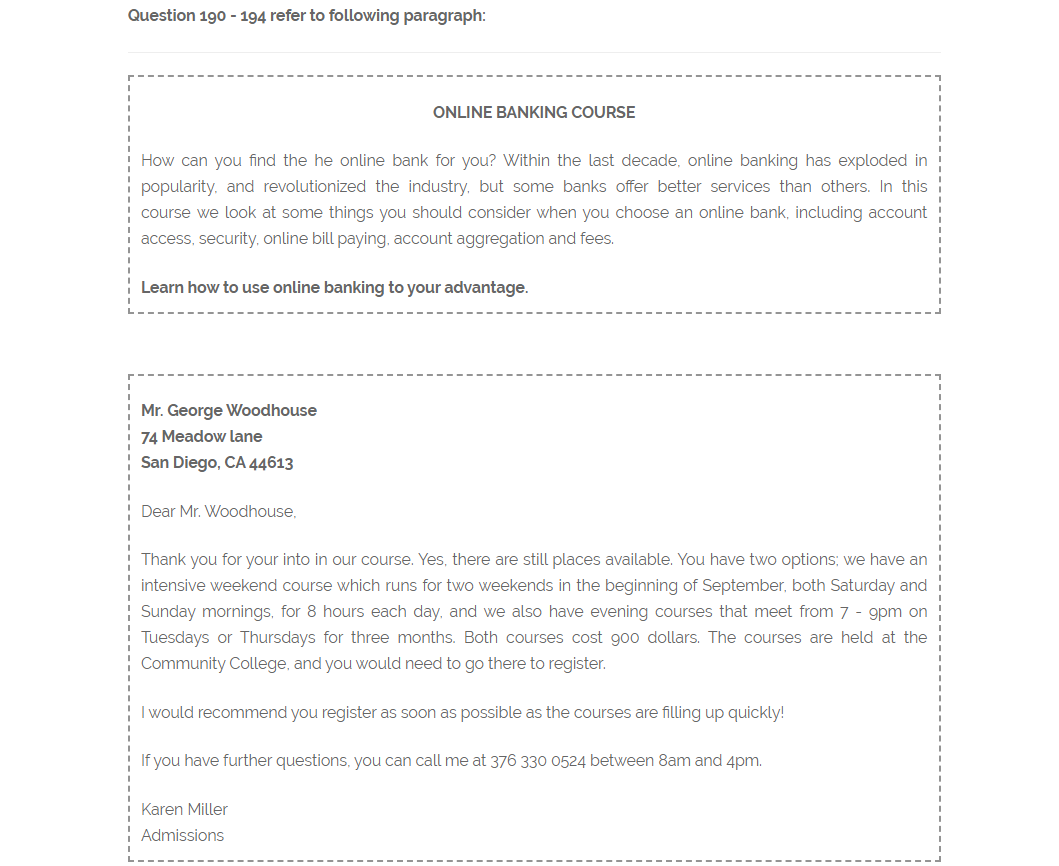 Question 190 - 194 refer to following paragraph:
ONLINE BANKING COURSE
How can you find the he online bank for you? Within the last decade, online banking has exploded in
popularity, and revolutionized the industry, but some banks offer better services than others. In this
course we look at some things you should consider when you choose an online bank, including account
access, security, online bill paying, account aggregation and fees.
Learn how to use online banking to your advantage.
Mr. George Woodhouse
74 Meadow lane
San Diego, CA 44613
Dear Mr. Woodhouse,
Thank you for your into in our course. Yes, there are still places available. You have two options; we have an
intensive weekend course which runs for two weekends in the beginning of September, both Saturday and
Sunday mornings, for 8 hours each day, and we also have evening courses that meet from 7 - 9pm on
Tuesdays or Thursdays for three months. Both courses cost 900 dollars. The courses are held at the
Community College, and you would need to go there to register.
I would recommend you register as soon as possible as the courses are filling up quickly!
If you have further questions, you can call me at 376 330 0524 between 8am and 4pm.
Karen Miller
Admissions